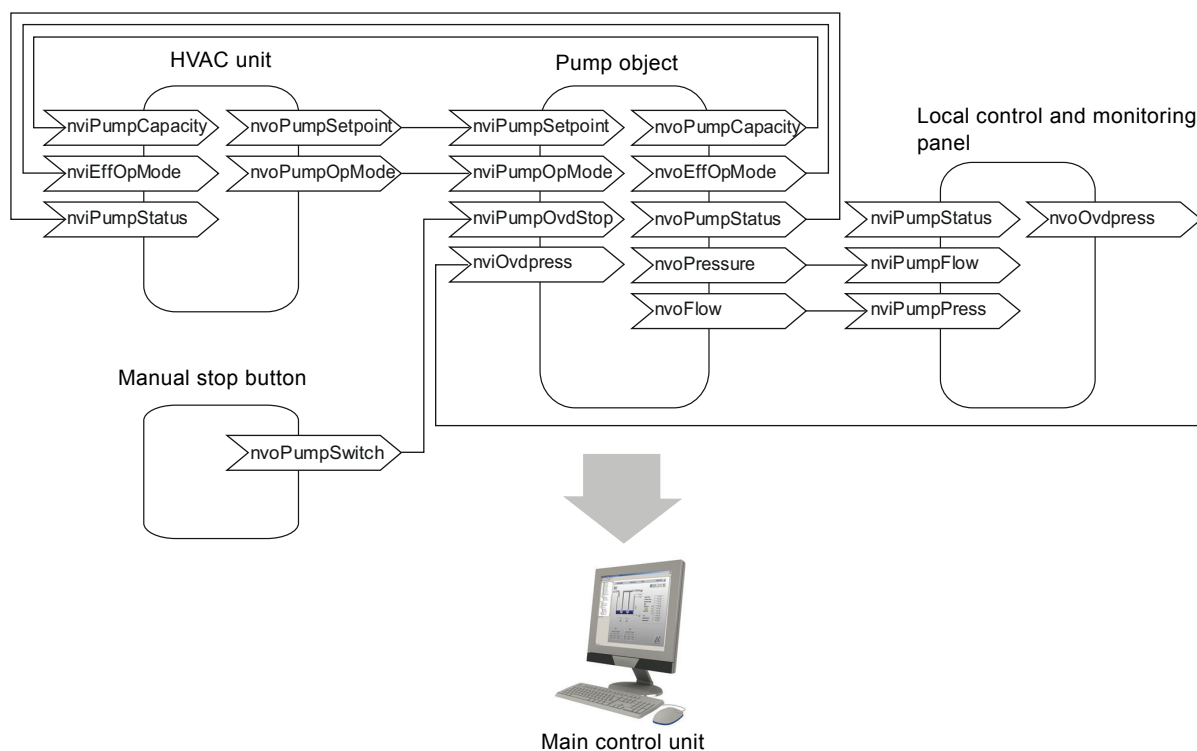 HVAC unit
nviPumpCapacity
nviEffOpMode
nviPumpStatus
nvoPumpSetpoint
nvoPumpOpMode
Pump object
nviPumpSetpoint
nviPumpOpMode
nviPumpOvdStop
nviOvdpress
nvoPumpCapacity
nvoEffOpMode
nvoPumpStatus
nvoPressure
nvoFlow
Local control and monitoring
panel
nviPumpStatus
nviPumpFlow
nviPumpPress
nvoOvdpress
Manual stop button
nvoPumpSwitch
Main control unit